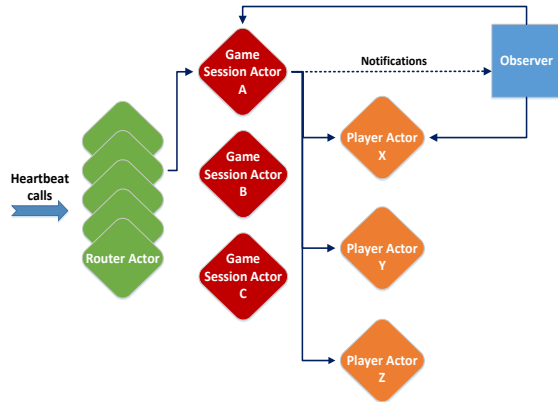 Game
Session Actor
A
Notifications
Observer
Player Actor
X
Game
Session Actor
B
Heartbeat
calls
Router Actor
Game
Session Actor
C
Player Actor
Y
Player Actor
Z